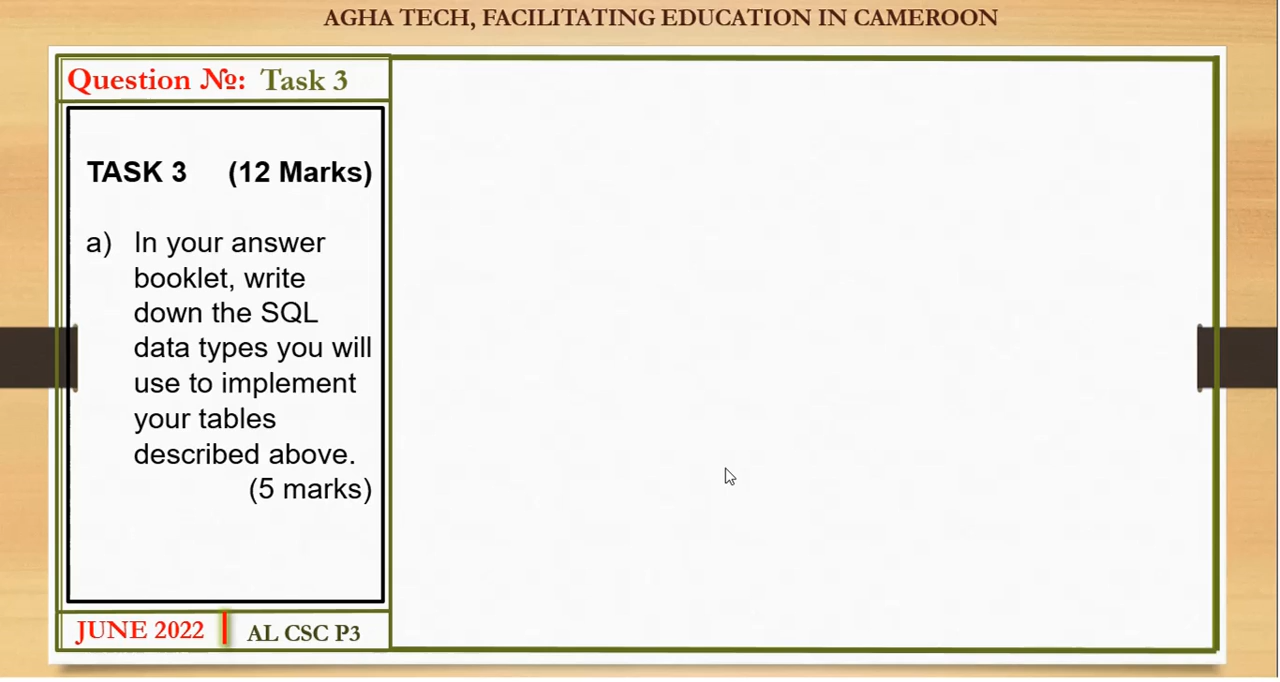 AGHA TECH, FACILITATING EDUCATION IN CAMEROON
Question №: Task 3
TASK 3 (12 Marks)
a) In your answer
booklet, write
down the SQL
data types you will
use to implement
your tables
described above.
(5 marks)
JUNE 2022 | AL CSC P3